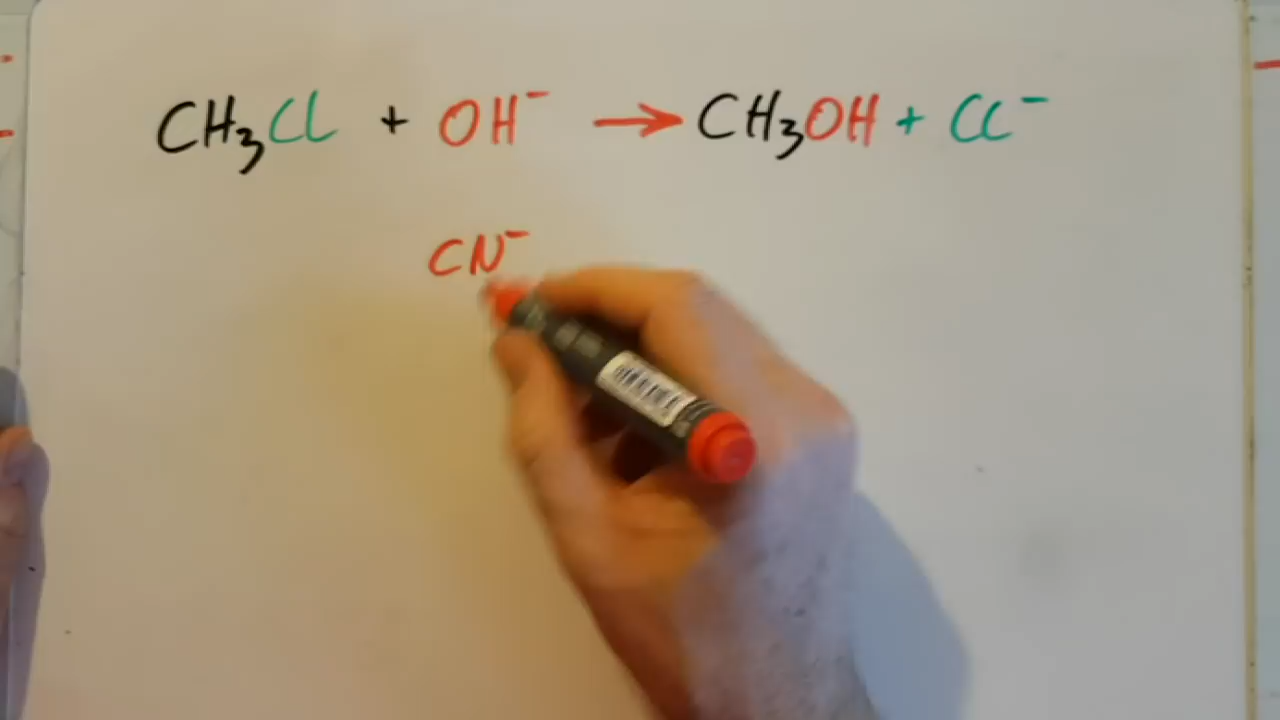 CH₃Cl + OH⁻ → CH₃OH + Cl⁻
CN⁻